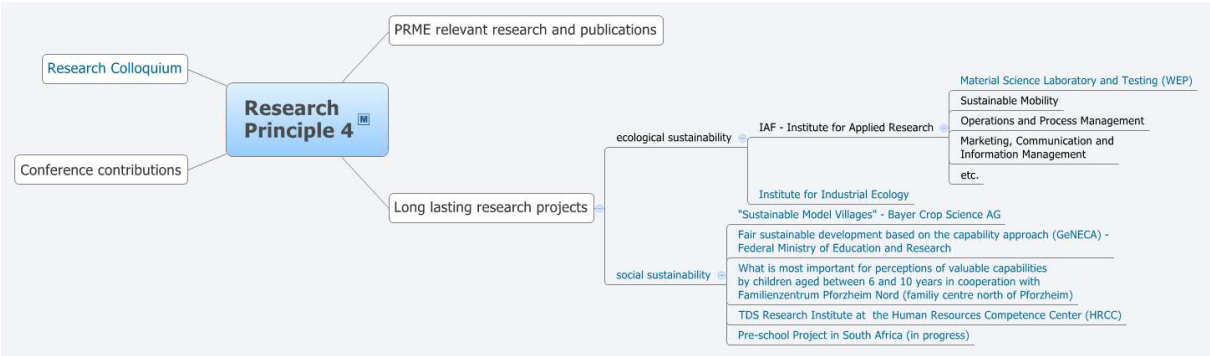 PRME relevant research and publications
Research Colloquium
Research
Principle 4
M
Conference contributions
Long lasting research projects
ecological sustainability
IAF - Institute for Applied Research
Material Science Laboratory and Testing (WEP)
Sustainable Mobility
Operations and Process Management
Marketing, Communication and
Information Management
etc.
Institute for Industrial Ecology
social sustainability
"Sustainable Model Villages" - Bayer Crop Science AG
Fair sustainable development based on the capability approach (GeNECA) -
Federal Ministry of Education and Research
What is most important for perceptions of valuable capabilities
by children aged between 6 and 10 years in cooperation with
Familienzentrum Pforzheim Nord (familiy centre north of Pforzheim)
TDS Research Institute at the Human Resources Competence Center (HRCC)
Pre-school Project in South Africa (in progress)